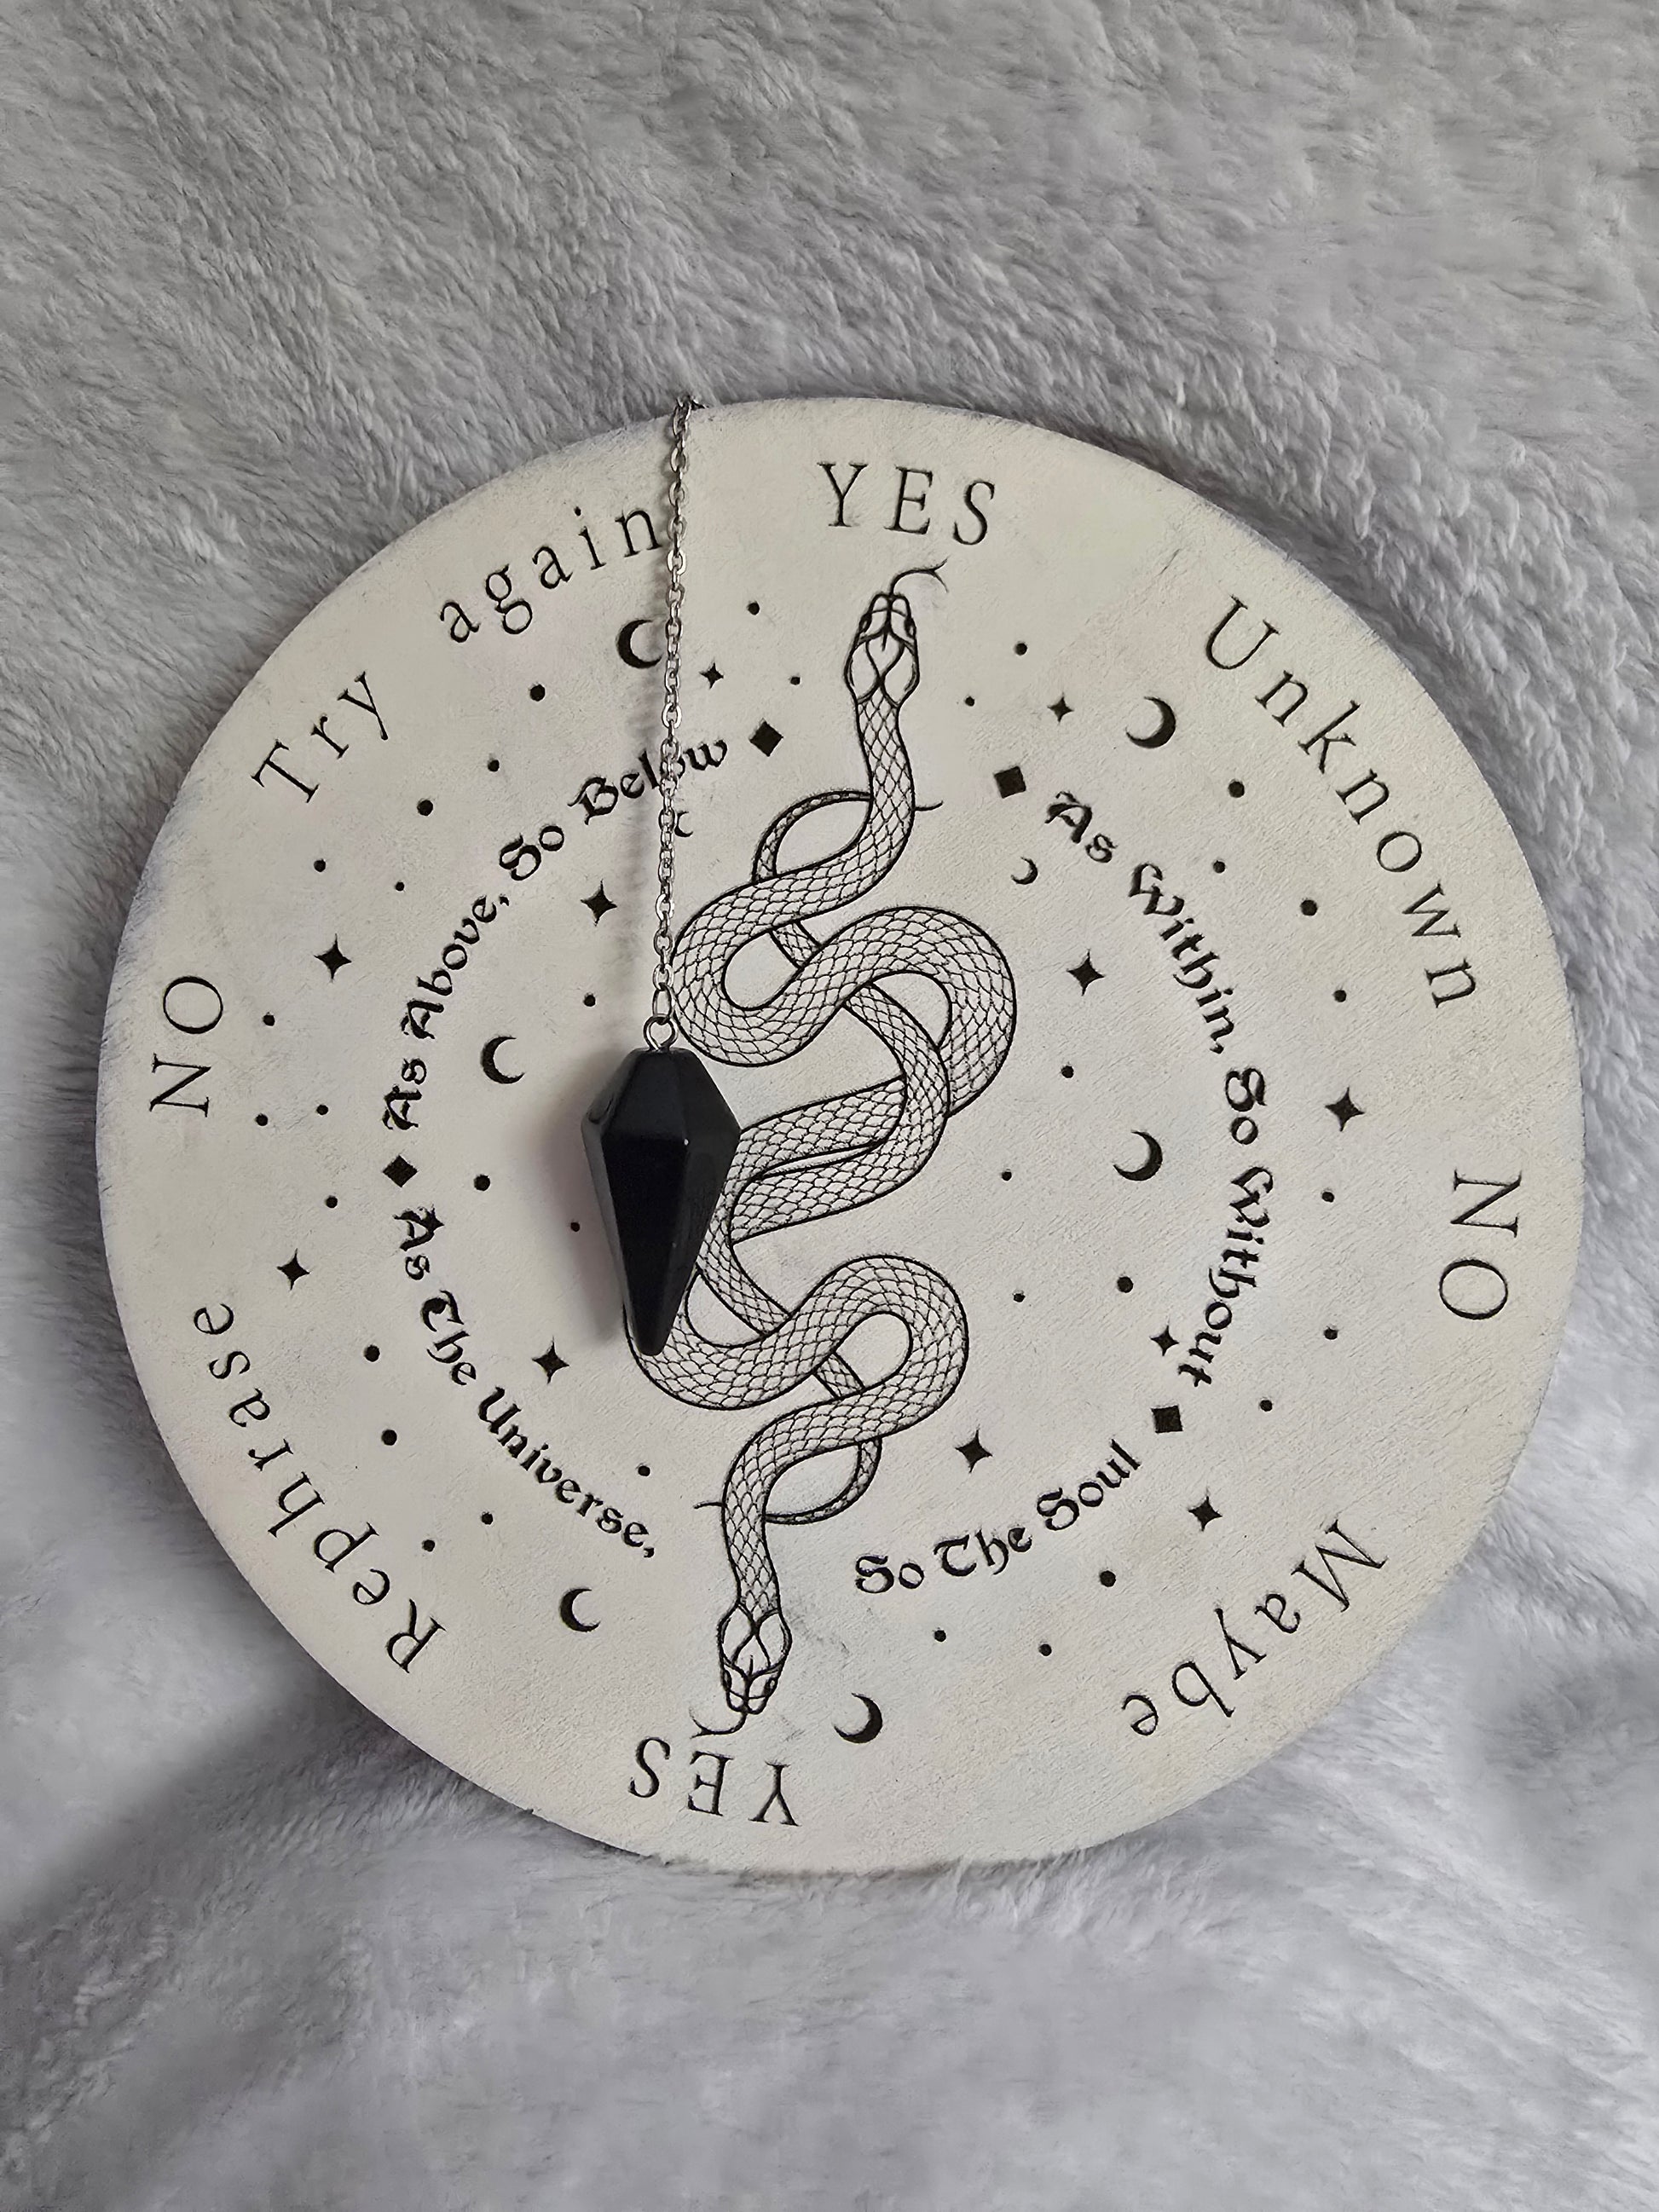 YES
Unknown
NO
Maybe
YES
Rephrase
NO
Try again
As Above, So Below
As Within, So Without
As The Universe,
So The Soul